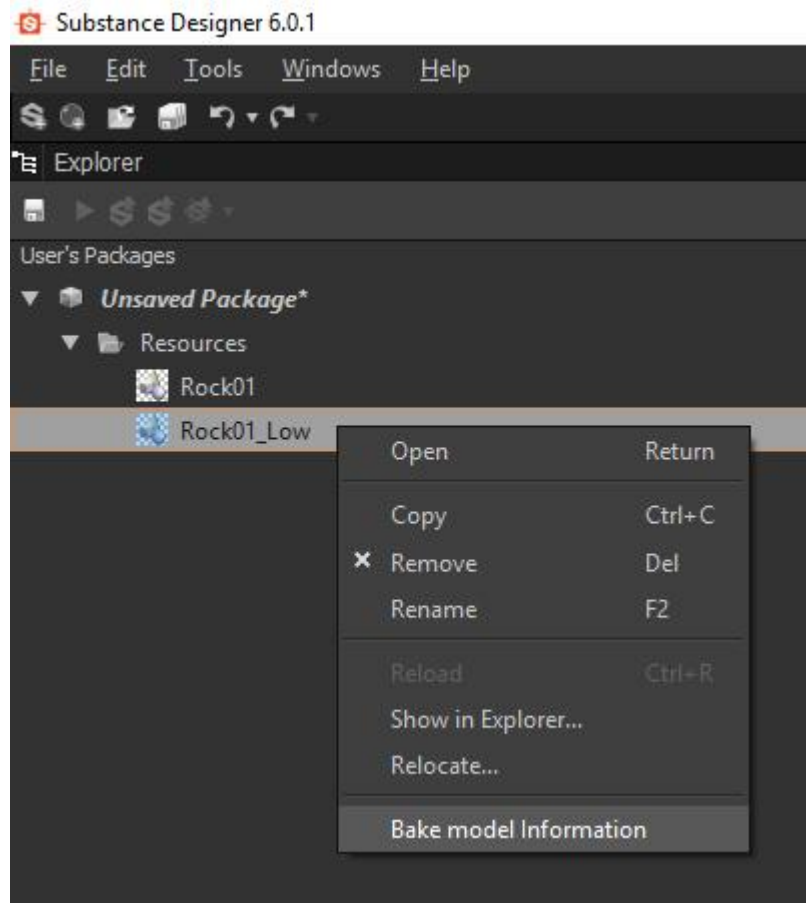 Substance Designer 6.0.1
File Edit Tools Windows Help
Explorer
User's Packages
Unsaved Package*
Resources
Rock01
Rock01_Low
Open Return
Copy Ctrl+C
Remove Del
Rename F2
Reload Ctrl+R
Show in Explorer...
Relocate...
Bake model Information